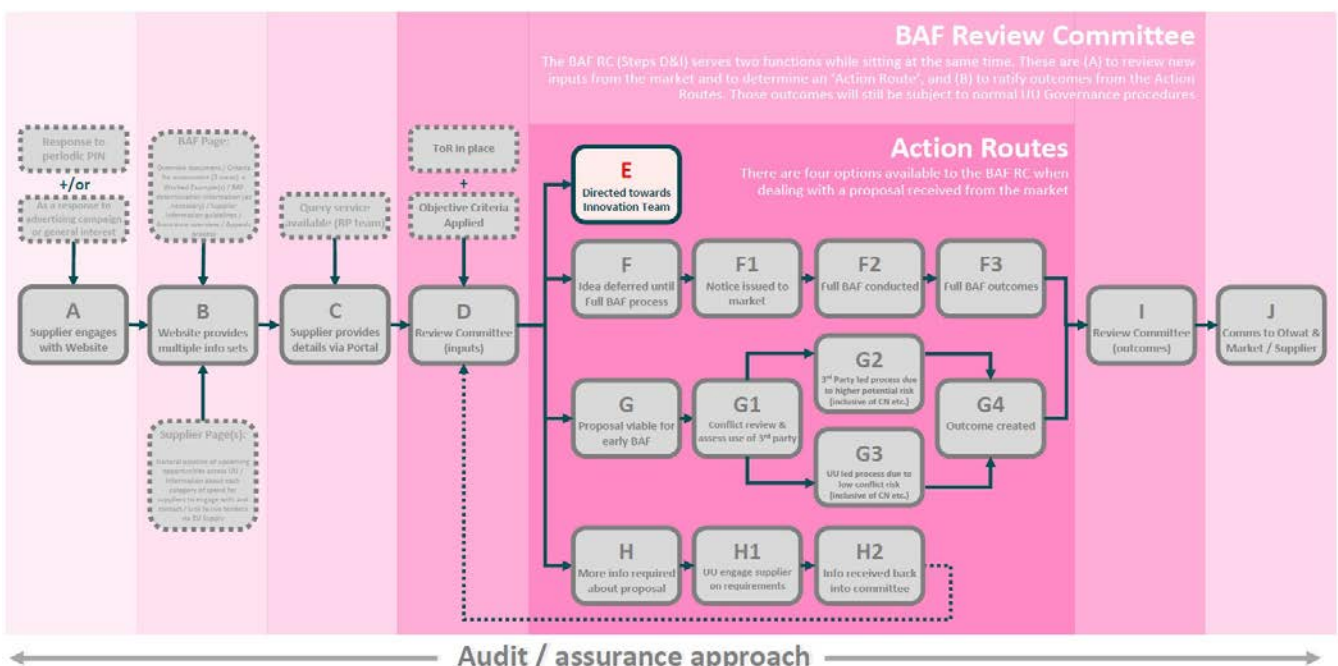 BAF Review Committee
The BAF RC (Steps D&I) serves two functions while sitting at the same time. These are (A) to review new
inputs from the market and to determine an 'Action Route', and (B) to ratify outcomes from the Action
Routes. Those outcomes will still be subject to normal UU Governance procedures
Action Routes
There are four options available to the BAF RC when
dealing with a proposal received from the market
Response to
periodic PIN
+/or
As a response to
advertising campaign
or general interest
A
Supplier engages
with Website
BAF Page:
B
Website provides
multiple info sets
Supplier Page(s):
Query service
available (RP team)
C
Supplier provides
details via Portal
ToR in place
+
Objective Criteria
Applied
D
Review Committee
(inputs)
E
Directed towards
Innovation Team
F
Idea deferred until
Full BAF process
F1
Notice issued to
market
F2
Full BAF conducted
F3
Full BAF outcomes
G
Proposal viable for
early BAF
G1
Conflict review &
assess use of 3rd party
G2
3rd Party led process due
to higher potential risk
(inclusive of CN etc.)
G3
UU led process due to
low conflict risk
(inclusive of CN etc.)
G4
Outcome created
H
More info required
about proposal
H1
UU engage supplier
on requirements
H2
Info received back
into committee
I
Review Committee
(outcomes)
J
Comms to Ofwat &
Market / Supplier
Audit / assurance approach